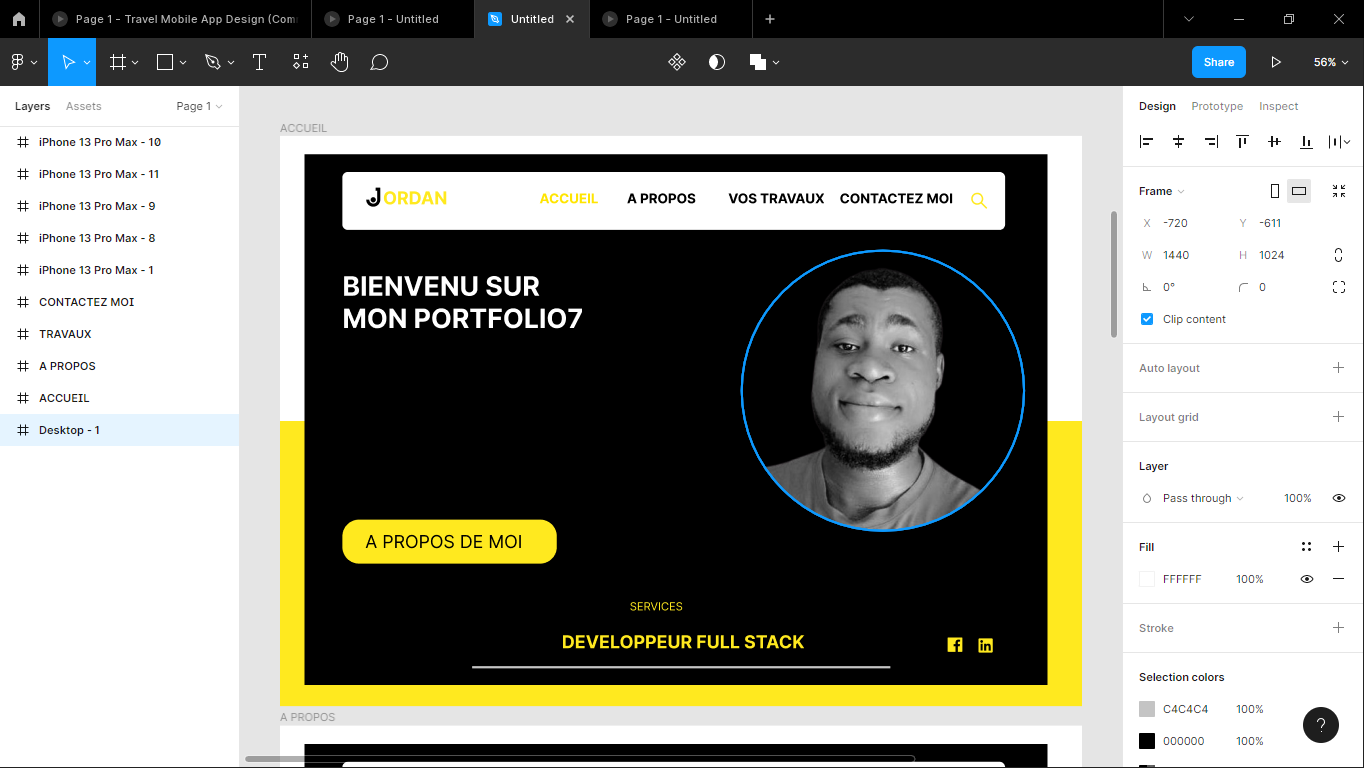 Page 1 - Travel Mobile App Design (Com
Page 1 - Untitled
Untitled
Page 1 - Untitled
Share
56%
Layers
Assets
Page 1
iPhone 13 Pro Max - 10
iPhone 13 Pro Max - 11
iPhone 13 Pro Max - 9
iPhone 13 Pro Max - 8
iPhone 13 Pro Max - 1
CONTACTEZ MOI
TRAVAUX
A PROPOS
ACCUEIL
Desktop - 1
ACCUEIL
JORDAN
ACCUEIL
A PROPOS
VOS TRAVAUX
CONTACTEZ MOI
BIENVENU SUR
MON PORTFOLIO7
A PROPOS DE MOI
SERVICES
DEVELOPPEUR FULL STACK
in
A PROPOS
Design
Prototype
Inspect
Frame
X -720
Y -611
W 1440
H 1024
0°
0
Clip content
Auto layout
Layout grid
Layer
Pass through
100%
Fill
FFFFFF 100%
Stroke
Selection colors
C4C4C4 100%
000000 100%
?